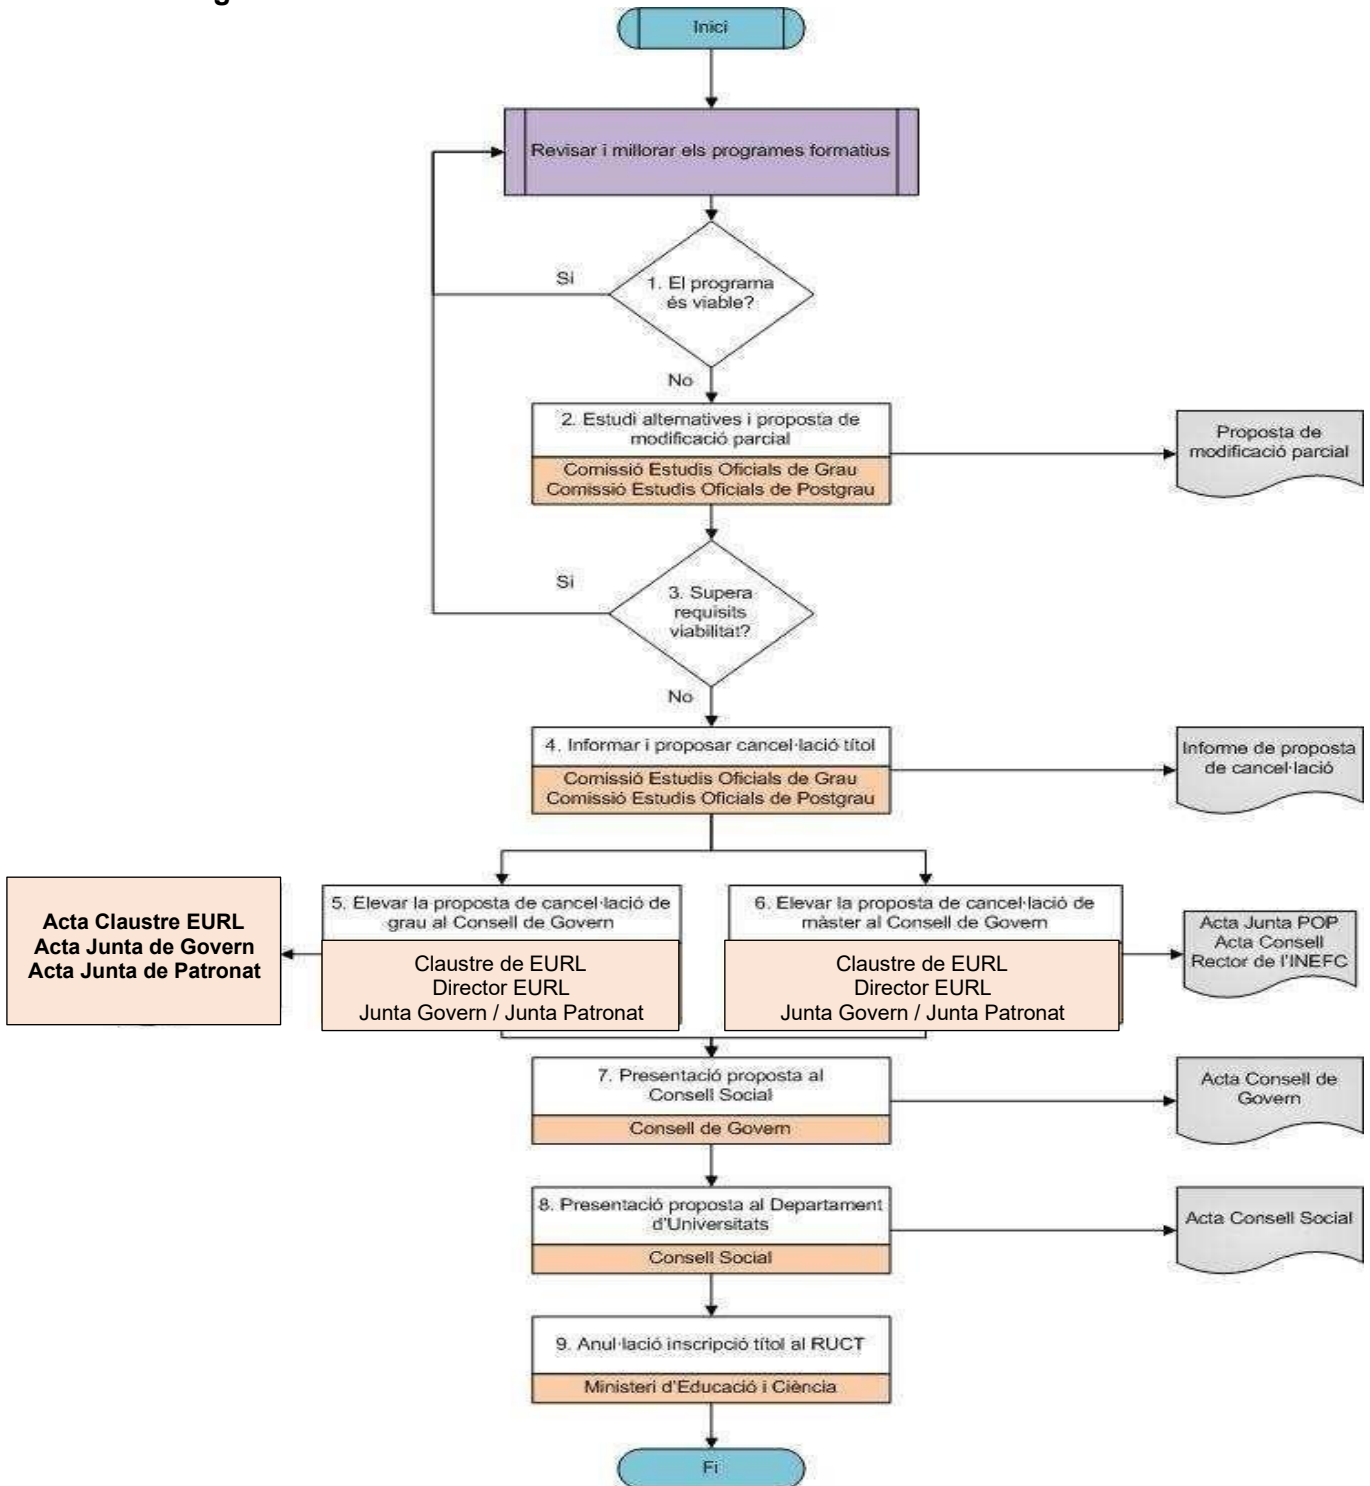 Inici
Revisar i millorar els programes formatius
1. El programa
és viable?
Si
No
2. Estudi alternatives i proposta de
modificació parcial
Comissió Estudis Oficials de Grau
Comissió Estudis Oficials de Postgrau
Proposta de
modificació parcial
Si
3. Supera
requisits
viabilitat?
No
4. Informar i proposar cancel·lació títol
Comissió Estudis Oficials de Grau
Comissió Estudis Oficials de Postgrau
Informe de proposta
de cancel·lació
Acta Claustre EURL
Acta Junta de Govern
Acta Junta de Patronat
5. Elevar la proposta de cancel·lació de
grau al Consell de Govern
Claustre de EURL
Director EURL
Junta Govern / Junta Patronat
6. Elevar la proposta de cancel·lació de
màster al Consell de Govern
Claustre de EURL
Director EURL
Junta Govern / Junta Patronat
Acta Junta POP
Acta Consell
Rector de l'INEFC
7. Presentació proposta al
Consell Social
Consell de Govern
Acta Consell de
Govern
8. Presentació proposta al Departament
d'Universitats
Consell Social
Acta Consell Social
9. Anul·lació inscripció títol al RUCT
Ministeri d'Educació i Ciència
Fi